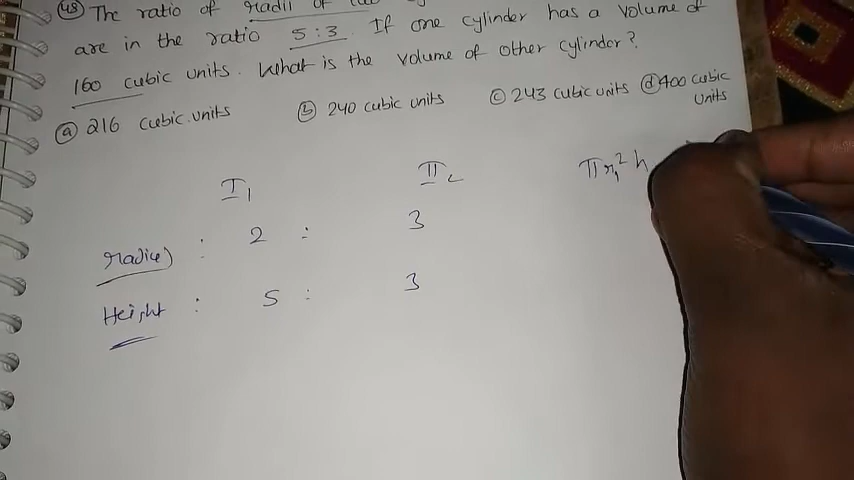 48 The ratio of radii of
are in the ratio 5:3. If one cylinder has a volume of
160 cubic units. What is the volume of other cylinder?
(a) 216 cubic units (b) 240 cubic units (c) 243 cubic units (d) 400 cubic units
I1 II2 πr₁²h
radius : 2 : 3
Height : 5 : 3